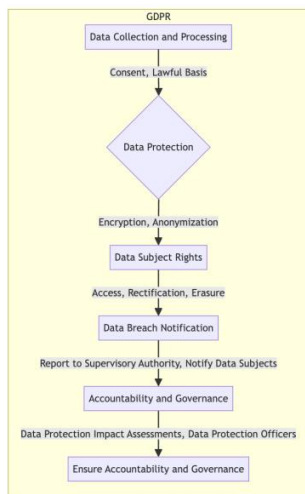 GDPR
Data Collection and Processing
Consent, Lawful Basis
Data Protection
Encryption, Anonymization
Data Subject Rights
Access, Rectification, Erasure
Data Breach Notification
Report to Supervisory Authority, Notify Data Subjects
Accountability and Governance
Data Protection Impact Assessments, Data Protection Officers
Ensure Accountability and Governance